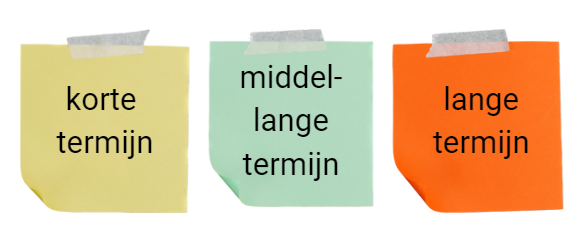 korte
termijn
middel-
lange
termijn
lange
termijn